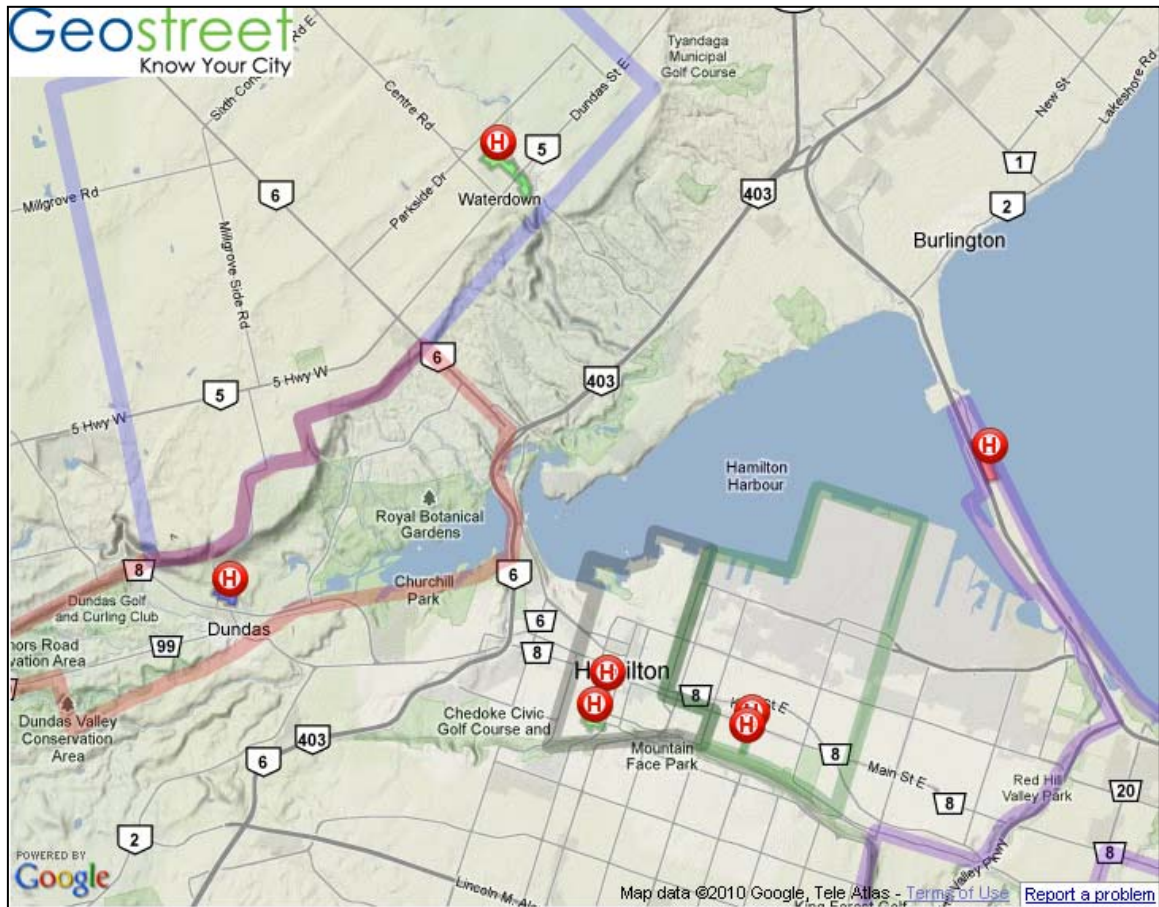 Geostreet
Know Your City
Tyandaga
Municipal
Golf Course
Centre Rd
Dundas St E
New St
Lakeshore Rd
H
5
1
6
403
2
Millgrove Rd
Parkside Dr
Waterdown
Burlington
Millgrove Side Rd
6
403
5 Hwy W
5
5 Hwy W
H
Hamilton
Harbour
Royal Botanical
Gardens
8
H
6
Churchill
Park
Dundas Golf
and Curling Club
6
Dundas
99
8
H
Chedoke Civic
Golf Course and
H
8
H
Mountain
Face Park
8
Main St E
8
Red Hill
Valley Park
20
Dundas Valley
Conservation
Area
403
6
2
8
POWERED BY
Google
Map data ©2010 Google, Tele Atlas - Terms of Use
Report a problem